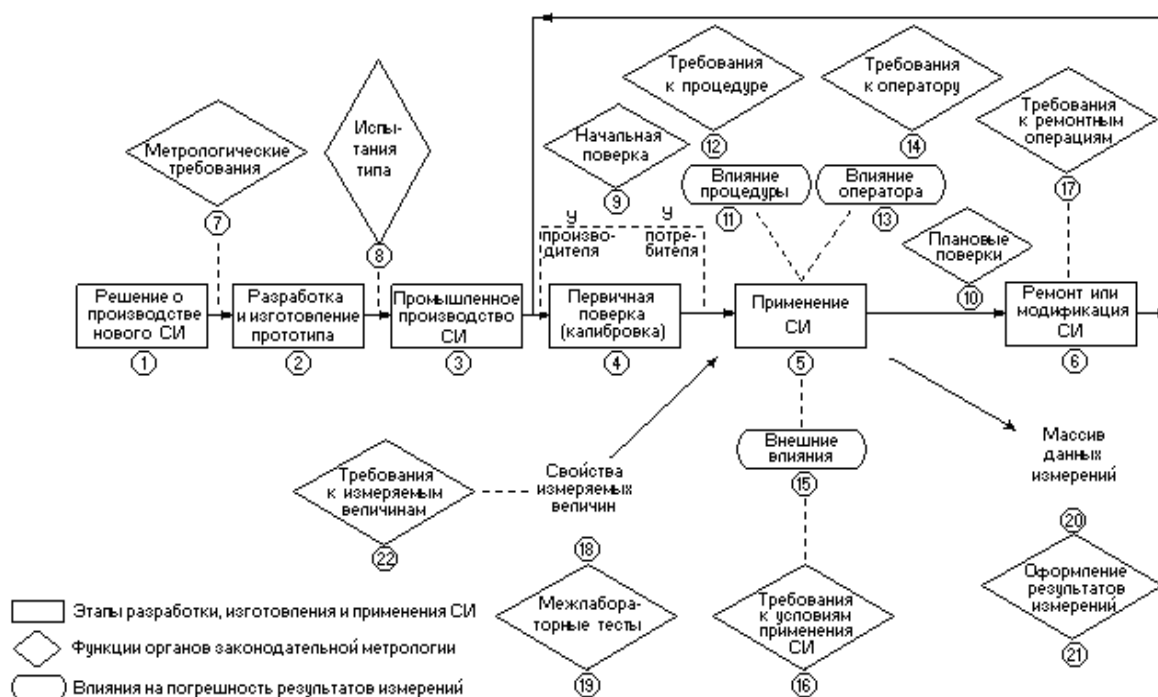 Требования
к процедуре
12
Требования
к оператору
14
Требования
к ремонтным
операциям
17
Испы-
тания
типа
8
Метрологические
требования
7
Начальная
поверка
9
Влияние
процедуры
11
Влияние
оператора
13
У
производителя
У
потре-
бителя
Плановые
поверки
10
Решение о
производстве
нового СИ
1
Разработка
и изготовление
прототипа
2
Промышленное
производство
СИ
3
Первичная
поверка
(калибровка)
4
Применение
СИ
5
Ремонт или
модификация
СИ
6
Внешние
влияния
15
Массив
данных
измерений
20
Требования
к измеряемым
величинам
22
Свойства
измеряемых
величин
18
Межлабора-
торные тесты
19
Требования
к условиям
применения
СИ
16
Оформление
результатов
измерений
21
Этапы разработки, изготовления и применения СИ
Функции органов законодательной метрологии
Влияния на погрешность результатов измерений